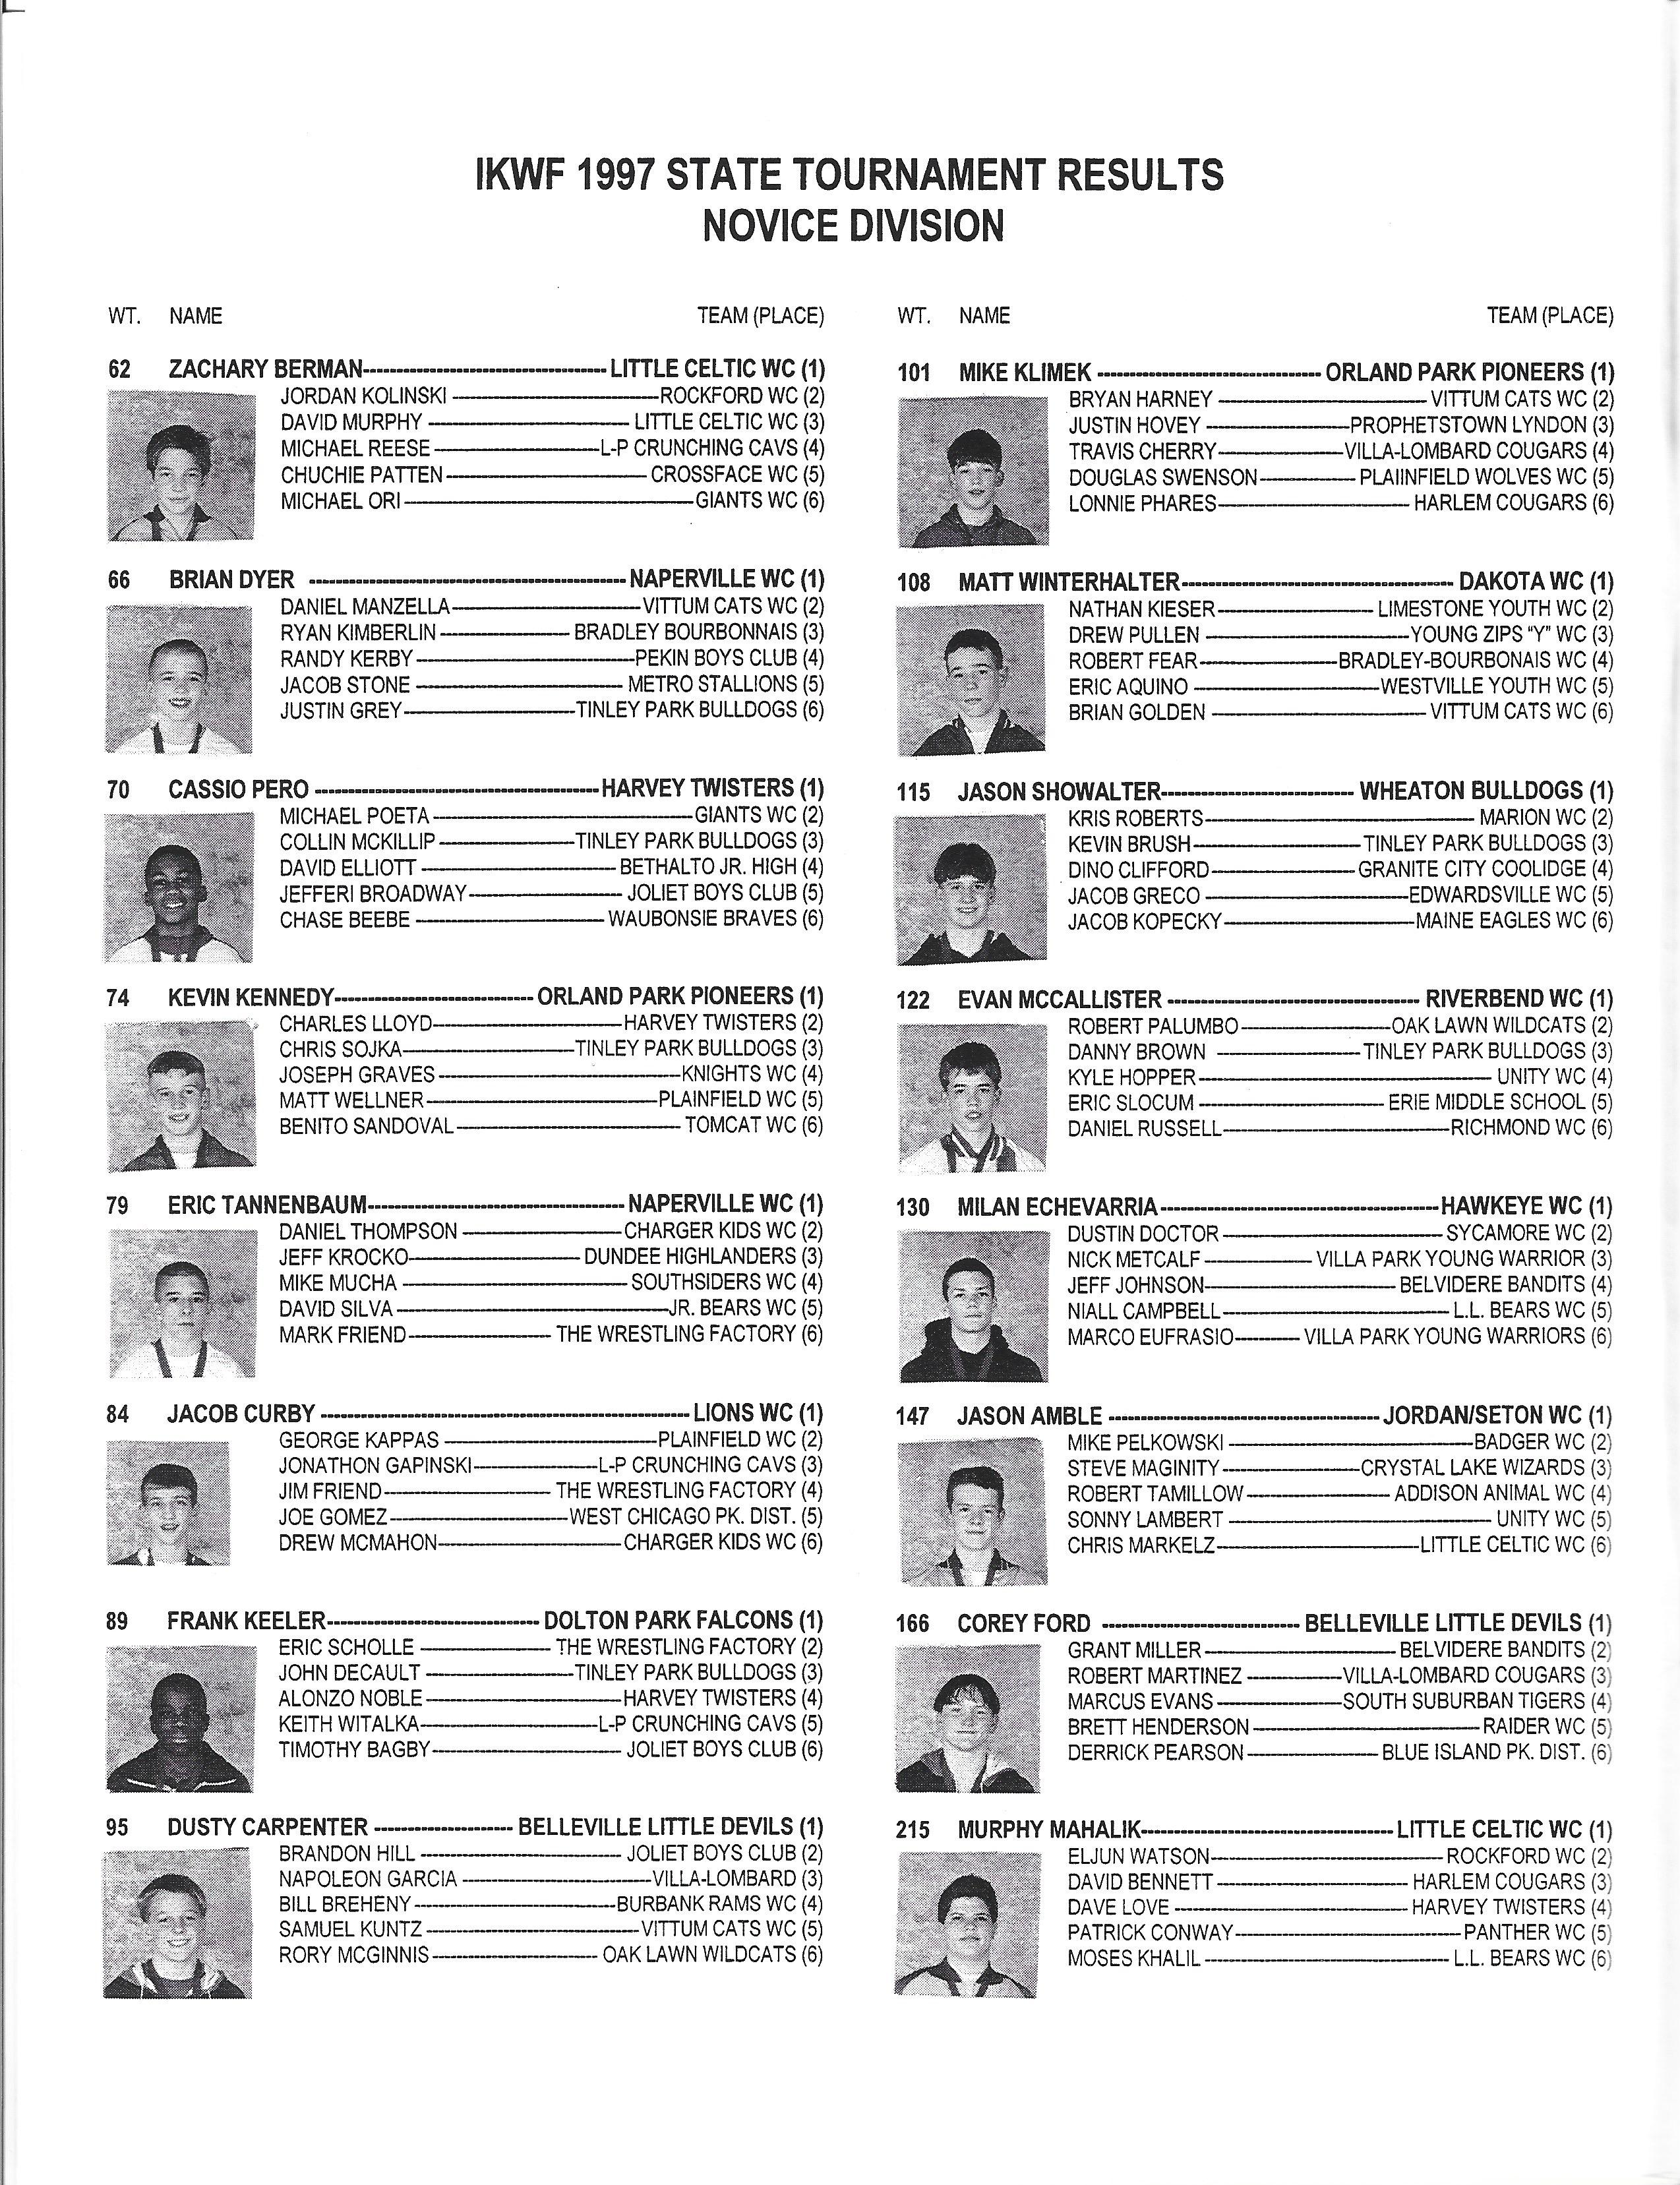 IKWF 1997 STATE TOURNAMENT RESULTS
NOVICE DIVISION
WT. NAME TEAM (PLACE)
62 ZACHARY BERMAN LITTLE CELTIC WC (1)
JORDAN KOLINSKI ROCKFORD WC (2)
DAVID MURPHY LITTLE CELTIC WC (3)
MICHAEL REESE L-P CRUNCHING CAVS (4)
CHUCHIE PATTEN CROSSFACE WC (5)
MICHAEL ORI GIANTS WC (6)
66 BRIAN DYER NAPERVILLE WC (1)
DANIEL MANZELLA VITTUM CATS WC (2)
RYAN KIMBERLIN BRADLEY BOURBONNAIS (3)
RANDY KERBY PEKIN BOYS CLUB (4)
JACOB STONE METRO STALLIONS (5)
JUSTIN GREY TINLEY PARK BULLDOGS (6)
70 CASSIO PERO HARVEY TWISTERS (1)
MICHAEL POETA GIANTS WC (2)
COLLIN MCKILLIP TINLEY PARK BULLDOGS (3)
DAVID ELLIOTT BETHALTO JR. HIGH (4)
JEFFERI BROADWAY JOLIET BOYS CLUB (5)
CHASE BEEBE WAUBONSIE BRAVES (6)
74 KEVIN KENNEDY ORLAND PARK PIONEERS (1)
CHARLES LLOYD HARVEY TWISTERS (2)
CHRIS SOJKA TINLEY PARK BULLDOGS (3)
JOSEPH GRAVES KNIGHTS WC (4)
MATT WELLNER PLAINFIELD WC (5)
BENITO SANDOVAL TOMCAT WC (6)
79 ERIC TANNENBAUM NAPERVILLE WC (1)
DANIEL THOMPSON CHARGER KIDS WC (2)
JEFF KROCKO DUNDEE HIGHLANDERS (3)
MIKE MUCHA SOUTHSIDERS WC (4)
DAVID SILVA JR. BEARS WC (5)
MARK FRIEND THE WRESTLING FACTORY (6)
84 JACOB CURBY LIONS WC (1)
GEORGE KAPPAS PLAINFIELD WC (2)
JONATHON GAPINSKI L-P CRUNCHING CAVS (3)
JIM FRIEND THE WRESTLING FACTORY (4)
JOE GOMEZ WEST CHICAGO PK. DIST. (5)
DREW MCMAHON CHARGER KIDS WC (6)
89 FRANK KEELER DOLTON PARK FALCONS (1)
ERIC SCHOLLE THE WRESTLING FACTORY (2)
JOHN DECAULT TINLEY PARK BULLDOGS (3)
ALONZO NOBLE HARVEY TWISTERS (4)
KEITH WITALKA L-P CRUNCHING CAVS (5)
TIMOTHY BAGBY JOLIET BOYS CLUB (6)
95 DUSTY CARPENTER BELLEVILLE LITTLE DEVILS (1)
BRANDON HILL JOLIET BOYS CLUB (2)
NAPOLEON GARCIA VILLA-LOMBARD (3)
BILL BREHENY BURBANK RAMS WC (4)
SAMUEL KUNTZ VITTUM CATS WC (5)
RORY MCGINNIS OAK LAWN WILDCATS (6)
WT. NAME TEAM (PLACE)
101 MIKE KLIMEK ORLAND PARK PIONEERS (1)
BRYAN HARNEY VITTUM CATS WC (2)
JUSTIN HOVEY PROPHETSTOWN LYNDON (3)
TRAVIS CHERRY VILLA-LOMBARD COUGARS (4)
DOUGLAS SWENSON PLAIINFIELD WOLVES WC (5)
LONNIE PHARES HARLEM COUGARS (6)
108 MATT WINTERHALTER DAKOTA WC (1)
NATHAN KIESER LIMESTONE YOUTH WC (2)
DREW PULLEN YOUNG ZIPS “Y” WC (3)
ROBERT FEAR BRADLEY-BOURBONAIS WC (4)
ERIC AQUINO WESTVILLE YOUTH WC (5)
BRIAN GOLDEN VITTUM CATS WC (6)
115 JASON SHOWALTER WHEATON BULLDOGS (1)
KRIS ROBERTS MARION WC (2)
KEVIN BRUSH TINLEY PARK BULLDOGS (3)
DINO CLIFFORD GRANITE CITY COOLIDGE (4)
JACOB GRECO EDWARDSVILLE WC (5)
JACOB KOPECKY MAINE EAGLES WC (6)
122 EVAN MCCALLISTER RIVERBEND WC (1)
ROBERT PALUMBO OAK LAWN WILDCATS (2)
DANNY BROWN TINLEY PARK BULLDOGS (3)
KYLE HOPPER UNITY WC (4)
ERIC SLOCUM ERIE MIDDLE SCHOOL (5)
DANIEL RUSSELL RICHMOND WC (6)
130 MILAN ECHEVARRIA HAWKEYE WC (1)
DUSTIN DOCTOR SYCAMORE WC (2)
NICK METCALF VILLA PARK YOUNG WARRIOR (3)
JEFF JOHNSON BELVIDERE BANDITS (4)
NIALL CAMPBELL L.L. BEARS WC (5)
MARCO EUFRASIO VILLA PARK YOUNG WARRIORS (6)
147 JASON AMBLE JORDAN/SETON WC (1)
MIKE PELKOWSKI BADGER WC (2)
STEVE MAGINITY CRYSTAL LAKE WIZARDS (3)
ROBERT TAMILLOW ADDISON ANIMAL WC (4)
SONNY LAMBERT UNITY WC (5)
CHRIS MARKELZ LITTLE CELTIC WC (6)
166 COREY FORD BELLEVILLE LITTLE DEVILS (1)
GRANT MILLER BELVIDERE BANDITS (2)
ROBERT MARTINEZ VILLA-LOMBARD COUGARS (3)
MARCUS EVANS SOUTH SUBURBAN TIGERS (4)
BRETT HENDERSON RAIDER WC (5)
DERRICK PEARSON BLUE ISLAND PK. DIST. (6)
215 MURPHY MAHALIK LITTLE CELTIC WC (1)
ELJUN WATSON ROCKFORD WC (2)
DAVID BENNETT HARLEM COUGARS (3)
DAVE LOVE HARVEY TWISTERS (4)
PATRICK CONWAY PANTHER WC (5)
MOSES KHALIL L.L. BEARS WC (6)